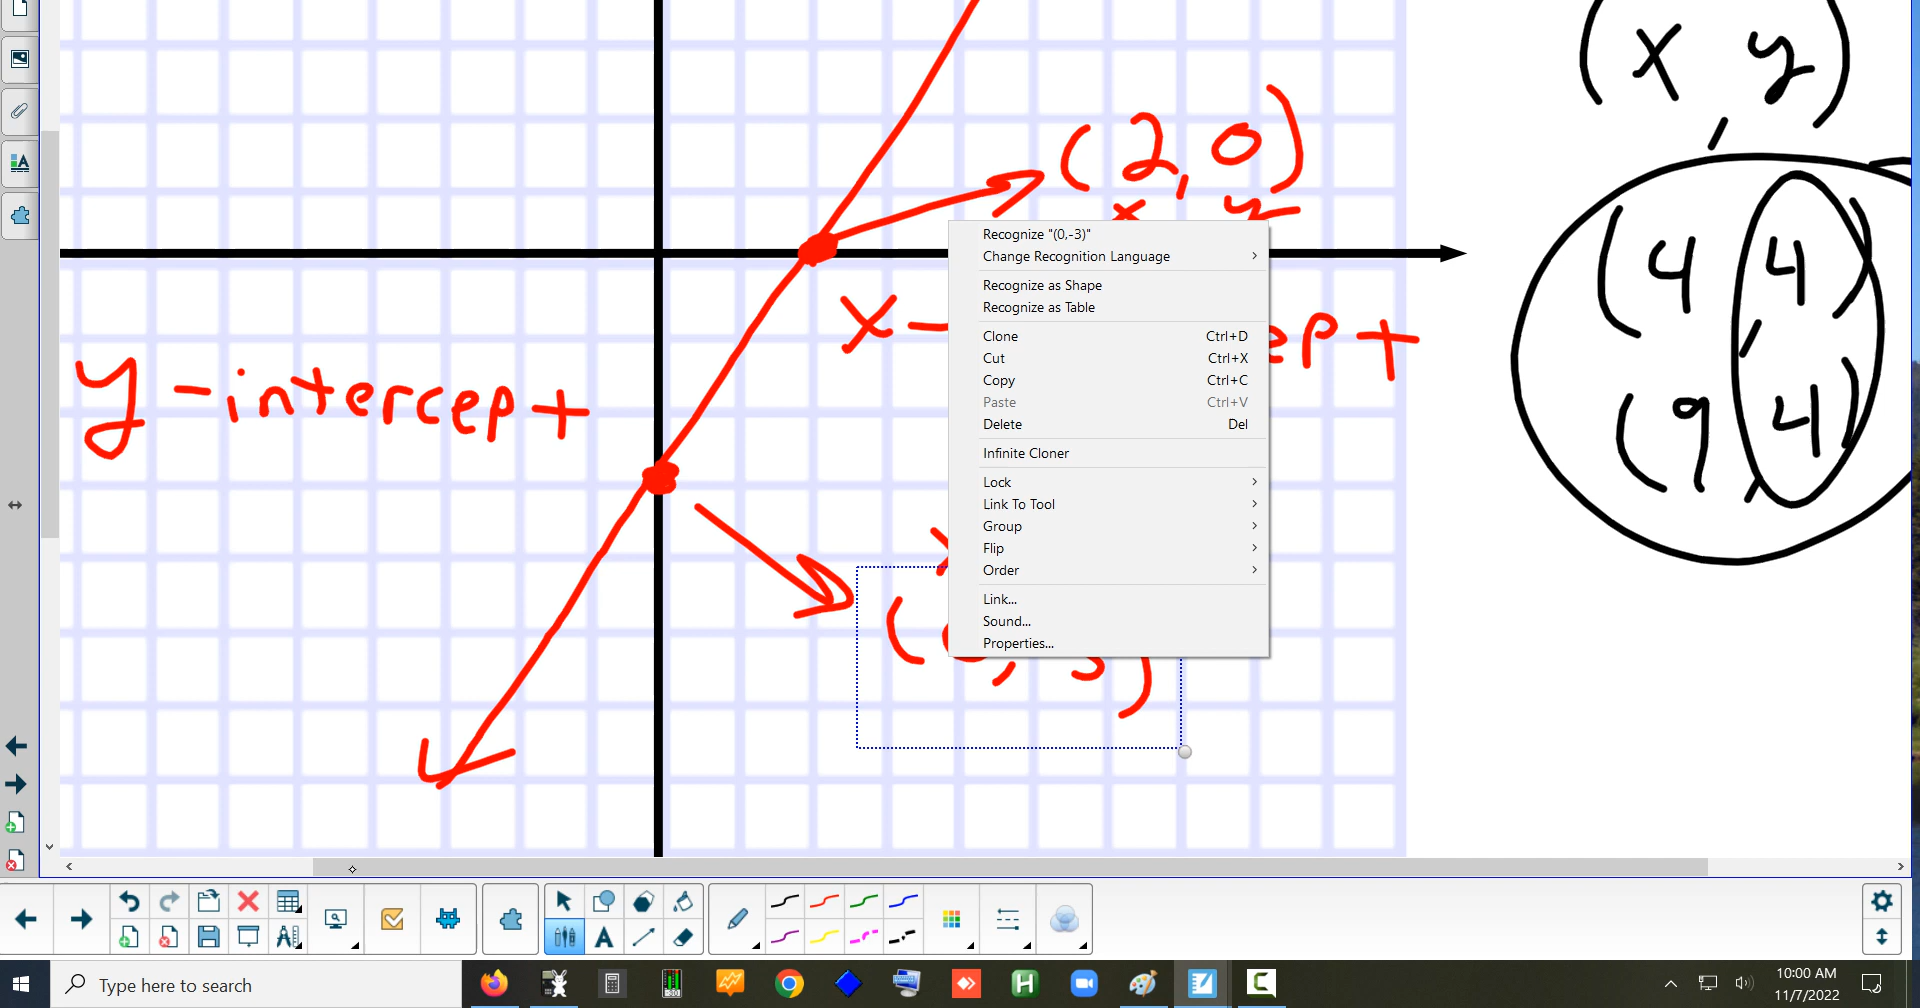 (x, y)
(2, 0)
x y
Recognize "(0,-3)"
Change Recognition Language
Recognize as Shape
Recognize as Table
Clone Ctrl+D
Cut Ctrl+X
Copy Ctrl+C
Paste Ctrl+V
Delete Del
Infinite Cloner
Lock
Link To Tool
Group
Flip
Order
Link...
Sound...
Properties...
(4, 4)
(9, 4)
x- ept
y-intercept
Type here to search
10:00 AM
11/7/2022